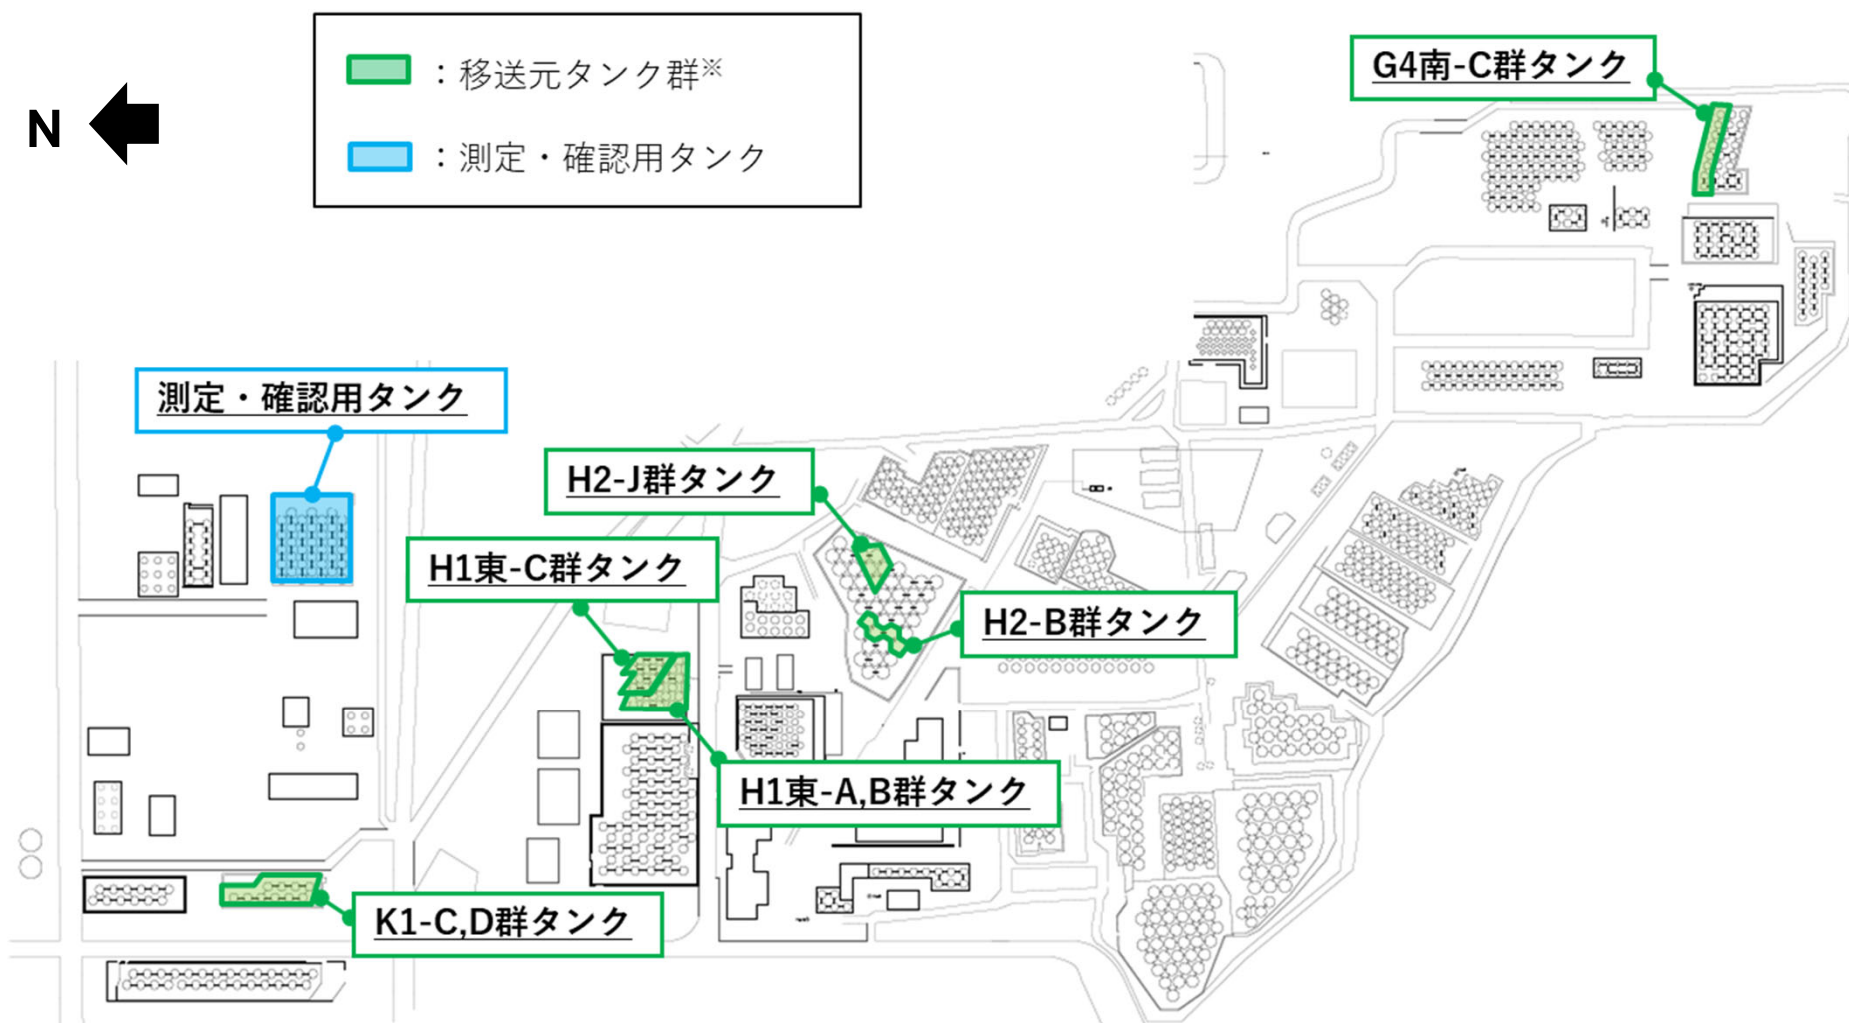 N
：移送元タンク群※
：測定・確認用タンク
G4南-C群タンク
測定・確認用タンク
H2-J群タンク
H1東-C群タンク
H2-B群タンク
H1東-A,B群タンク
K1-C,D群タンク